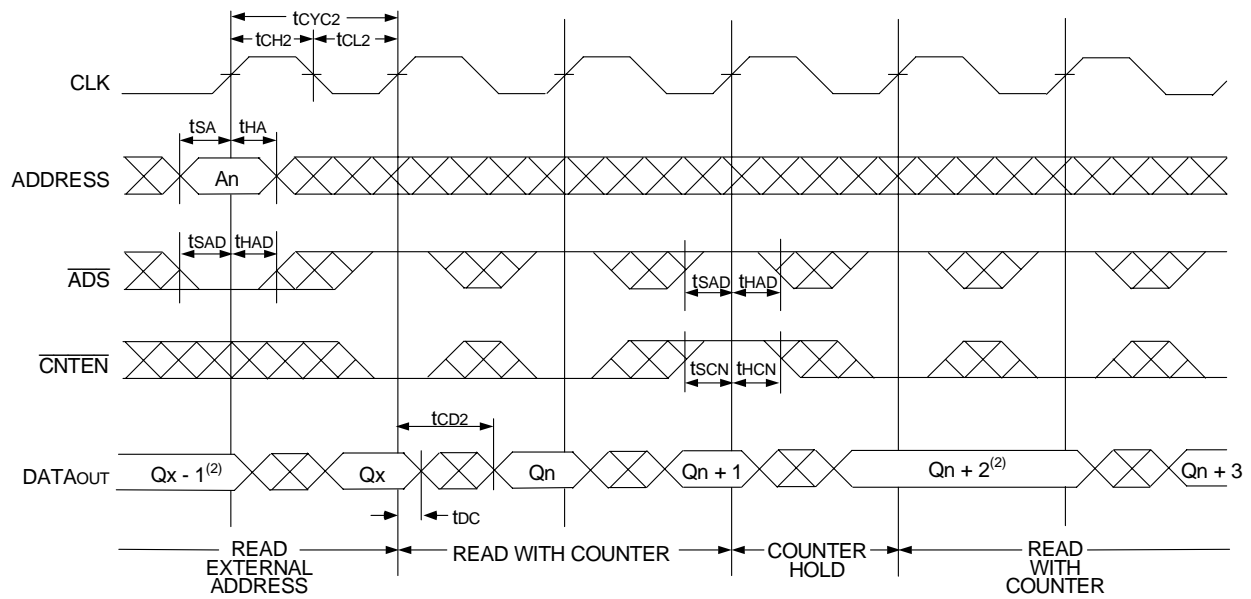 tCYC2
tCH2 tCL2
CLK
tSA tHA
ADDRESS An
tSAD tHAD
ADS
tSAD tHAD
CNTEN
tSCN tHCN
tCD2
DATAOUT Qx - 1(2) Qx Qn Qn + 1 Qn + 2(2) Qn + 3
tDC
READ EXTERNAL ADDRESS
READ WITH COUNTER
COUNTER HOLD
READ WITH COUNTER